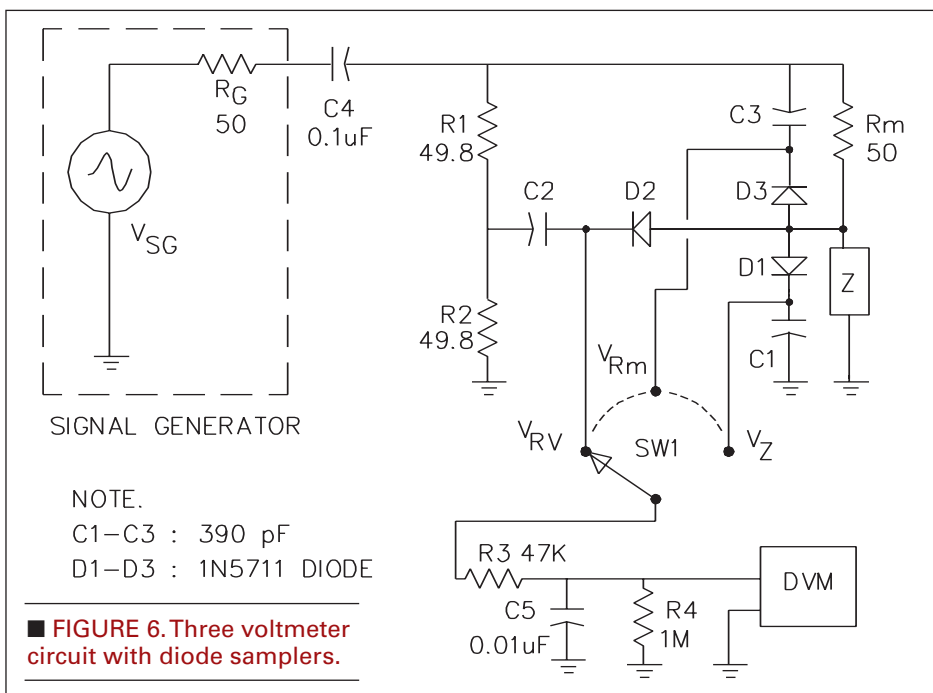 RG
50
C4
0.1uF
VSG
SIGNAL GENERATOR
R1
49.8
R2
49.8
C2
D2
C3
Rm
50
D3
D1
Z
C1
VRm
VRV
SW1
VZ
NOTE.
C1-C3 : 390 pF
D1-D3 : 1N5711 DIODE
R3 47K
C5
0.01uF
R4
1M
DVM
■ FIGURE 6. Three voltmeter
circuit with diode samplers.